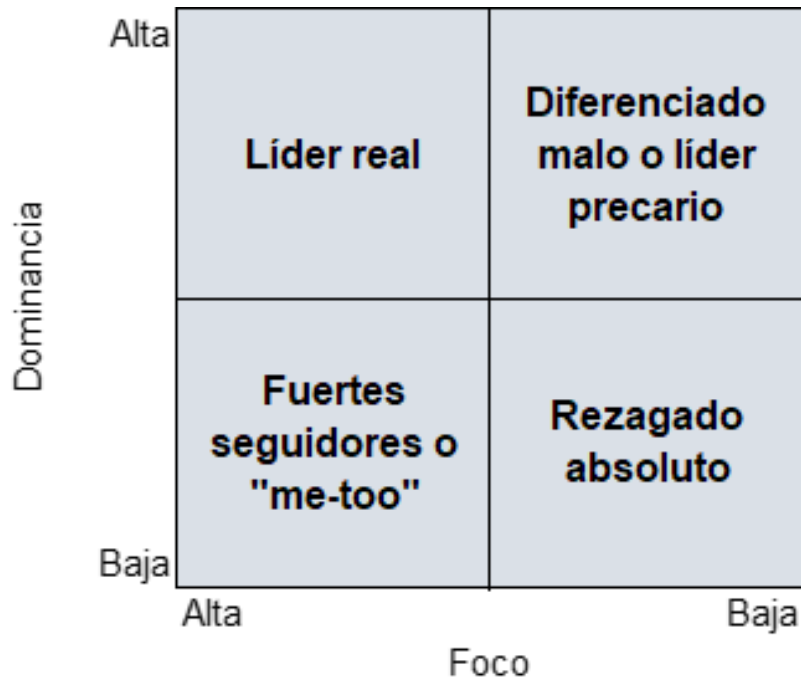 Alta
Dominancia
Líder real
Diferenciado
malo o líder
precario
Fuertes
seguidores o
"me-too"
Rezagado
absoluto
Baja
Alta
Baja
Foco